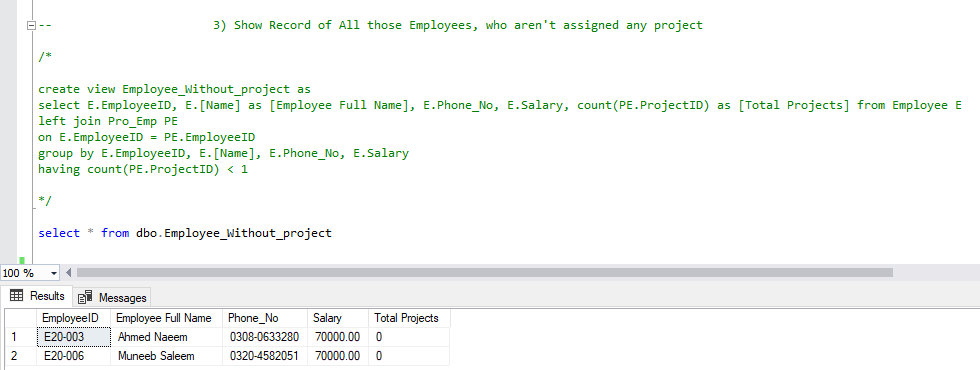 -- 3) Show Record of All those Employees, who aren't assigned any project
/*
create view Employee_Without_project as
select E.EmployeeID, E.[Name] as [Employee Full Name], E.Phone_No, E.Salary, count(PE.ProjectID) as [Total Projects] from Employee E
left join Pro_Emp PE
on E.EmployeeID = PE.EmployeeID
group by E.EmployeeID, E.[Name], E.Phone_No, E.Salary
having count(PE.ProjectID) < 1
*/
select * from dbo.Employee_Without_project
100 %
Results Messages
EmployeeID Employee Full Name Phone_No Salary Total Projects
1 E20-003 Ahmed Naeem 0308-0633280 70000.00 0
2 E20-006 Muneeb Saleem 0320-4582051 70000.00 0